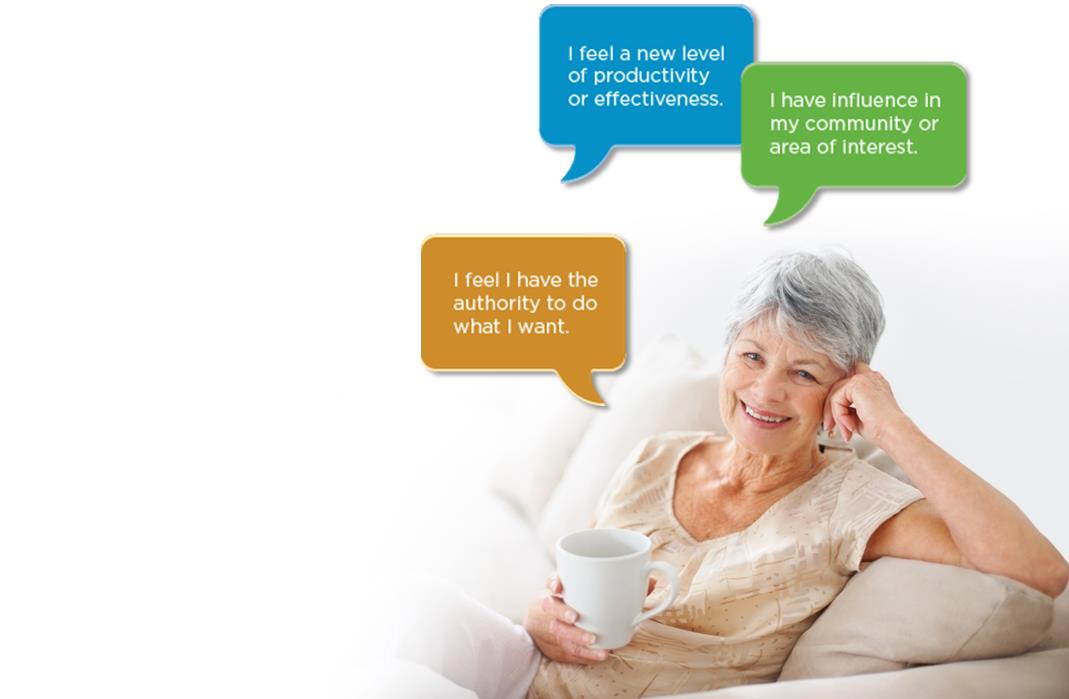 I feel a new level
of productivity
or effectiveness.
I have influence in
my community or
area of interest.
I feel I have the
authority to do
what I want.